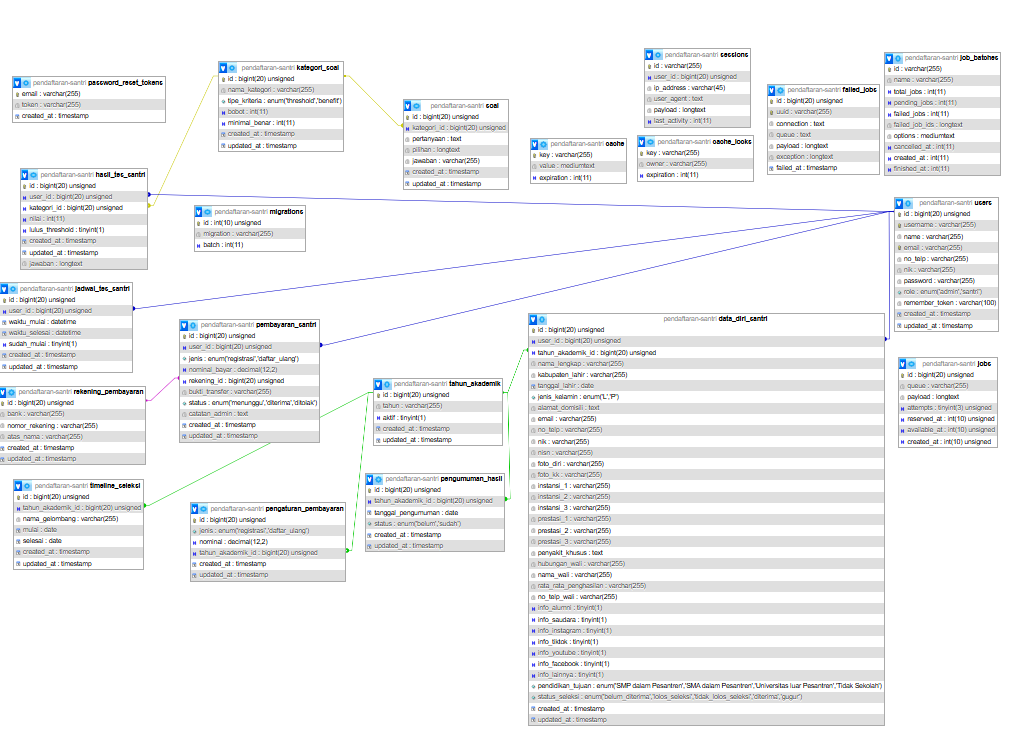 pendaftaran-santri password_reset_tokens
email : varchar(255)
token : varchar(255)
created_at : timestamp
pendaftaran-santri kategori_soal
id : bigint(20) unsigned
nama_kategori : varchar(255)
tipe_kriteria : enum('threshold','benefit')
bobot : int(11)
minimal_benar : int(11)
created_at : timestamp
updated_at : timestamp
pendaftaran-santri soal
id : bigint(20) unsigned
kategori_id : bigint(20) unsigned
pertanyaan : text
pilihan : longtext
jawaban : varchar(255)
created_at : timestamp
updated_at : timestamp
pendaftaran-santri sessions
id : varchar(255)
user_id : bigint(20) unsigned
ip_address : varchar(45)
user_agent : text
payload : longtext
last_activity : int(11)
pendaftaran-santri failed_jobs
id : bigint(20) unsigned
uuid : varchar(255)
connection : text
queue : text
payload : longtext
exception : longtext
failed_at : timestamp
pendaftaran-santri job_batches
id : varchar(255)
name : varchar(255)
total_jobs : int(11)
pending_jobs : int(11)
failed_jobs : int(11)
failed_job_ids : longtext
options : mediumtext
cancelled_at : int(11)
created_at : int(11)
finished_at : int(11)
pendaftaran-santri cache
key : varchar(255)
value : mediumtext
expiration : int(11)
pendaftaran-santri cache_locks
key : varchar(255)
owner : varchar(255)
expiration : int(11)
pendaftaran-santri hasil_tes_santri
id : bigint(20) unsigned
user_id : bigint(20) unsigned
kategori_id : bigint(20) unsigned
nilai : int(11)
lulus_threshold : tinyint(1)
created_at : timestamp
updated_at : timestamp
jawaban : longtext
pendaftaran-santri migrations
id : int(10) unsigned
migration : varchar(255)
batch : int(11)
pendaftaran-santri users
id : bigint(20) unsigned
username : varchar(255)
name : varchar(255)
email : varchar(255)
no_telp : varchar(255)
nik : varchar(255)
password : varchar(255)
role : enum('admin','santri')
remember_token : varchar(100)
created_at : timestamp
updated_at : timestamp
pendaftaran-santri jadwal_tes_santri
id : bigint(20) unsigned
user_id : bigint(20) unsigned
waktu_mulai : datetime
waktu_selesai : datetime
sudah_mulai : tinyint(1)
created_at : timestamp
updated_at : timestamp
pendaftaran-santri pembayaran_santri
id : bigint(20) unsigned
user_id : bigint(20) unsigned
jenis : enum('registrasi','daftar_ulang')
nominal_bayar : decimal(12,2)
rekening_id : bigint(20) unsigned
bukti_transfer : varchar(255)
status : enum('menunggu','diterima','ditolak')
catatan_admin : text
created_at : timestamp
updated_at : timestamp
pendaftaran-santri data_diri_santri
id : bigint(20) unsigned
user_id : bigint(20) unsigned
tahun_akademik_id : bigint(20) unsigned
nama_lengkap : varchar(255)
kabupaten_lahir : varchar(255)
tanggal_lahir : date
jenis_kelamin : enum('L','P')
alamat_domisili : text
email : varchar(255)
no_telp : varchar(255)
nik : varchar(255)
nisn : varchar(255)
foto_diri : varchar(255)
foto_kk : varchar(255)
instansi_1 : varchar(255)
instansi_2 : varchar(255)
instansi_3 : varchar(255)
prestasi_1 : varchar(255)
prestasi_2 : varchar(255)
prestasi_3 : varchar(255)
penyakit_khusus : text
hubungan_wali : varchar(255)
nama_wali : varchar(255)
rata_rata_penghasilan : varchar(255)
no_telp_wali : varchar(255)
info_alumni : tinyint(1)
info_saudara : tinyint(1)
info_instagram : tinyint(1)
info_tiktok : tinyint(1)
info_youtube : tinyint(1)
info_facebook : tinyint(1)
info_lainnya : tinyint(1)
pendidikan_tujuan : enum('SMP dalam Pesantren','SMA dalam Pesantren','Universitas luar Pesantren','Tidak Sekolah')
status_seleksi : enum('belum_diterima','lolos_seleksi','tidak_lolos_seleksi','diterima','gugur')
created_at : timestamp
updated_at : timestamp
pendaftaran-santri jobs
id : bigint(20) unsigned
queue : varchar(255)
payload : longtext
attempts : tinyint(3) unsigned
reserved_at : int(10) unsigned
available_at : int(10) unsigned
created_at : int(10) unsigned
pendaftaran-santri rekening_pembayaran
id : bigint(20) unsigned
bank : varchar(255)
nomor_rekening : varchar(255)
atas_nama : varchar(255)
created_at : timestamp
updated_at : timestamp
pendaftaran-santri tahun_akademik
id : bigint(20) unsigned
tahun : varchar(255)
aktif : tinyint(1)
created_at : timestamp
updated_at : timestamp
pendaftaran-santri timeline_seleksi
id : bigint(20) unsigned
tahun_akademik_id : bigint(20) unsigned
nama_gelombang : varchar(255)
mulai : date
selesai : date
created_at : timestamp
updated_at : timestamp
pendaftaran-santri pengaturan_pembayaran
id : bigint(20) unsigned
jenis : enum('registrasi','daftar_ulang')
nominal : decimal(12,2)
tahun_akademik_id : bigint(20) unsigned
created_at : timestamp
updated_at : timestamp
pendaftaran-santri pengumuman_hasil
id : bigint(20) unsigned
tahun_akademik_id : bigint(20) unsigned
tanggal_pengumuman : date
status : enum('belum','sudah')
created_at : timestamp
updated_at : timestamp